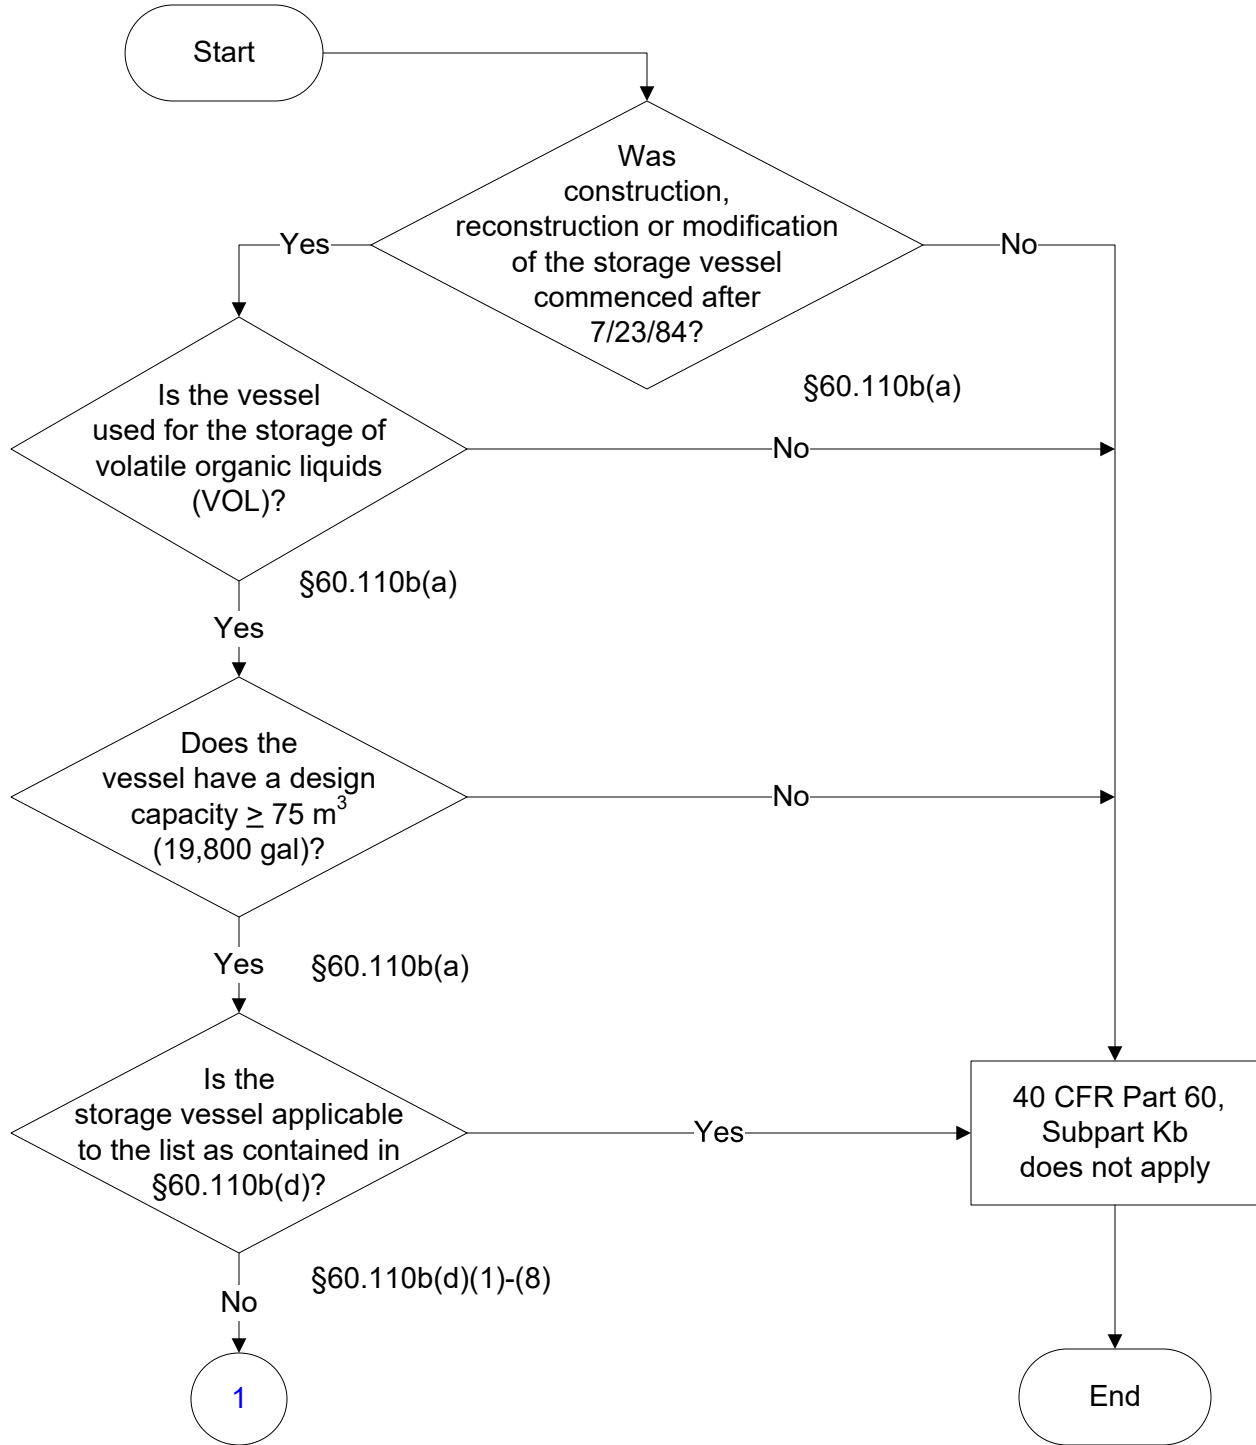 Start
Was
construction,
reconstruction or modification
of the storage vessel
commenced after
7/23/84?
Yes
No
§60.110b(a)
Is the vessel
used for the storage of
volatile organic liquids
(VOL)?
No
§60.110b(a)
Yes
Does the
vessel have a design
capacity ≥ 75 m³
(19,800 gal)?
No
Yes
§60.110b(a)
Is the
storage vessel applicable
to the list as contained in
§60.110b(d)?
Yes
40 CFR Part 60,
Subpart Kb
does not apply
§60.110b(d)(1)-(8)
No
1
End